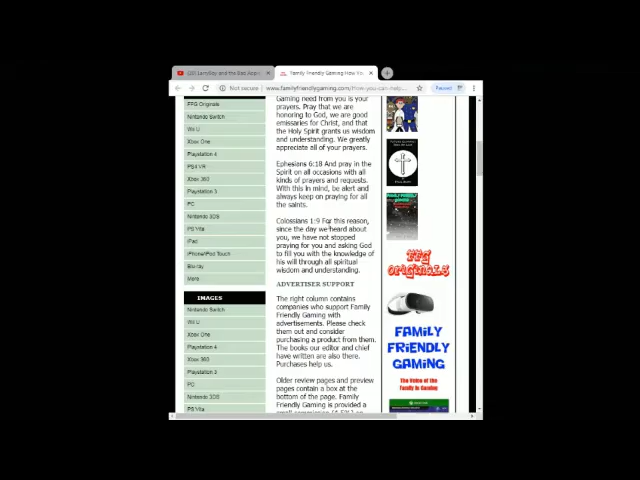 (30) LarryBoy and the Bad Apple
Family Friendly Gaming How Yo
Not secure
www.familyfriendlygaming.com/How-you-can-help...
Paused
FFG Originals
Nintendo Switch
Wii U
Xbox One
Playstation 4
PS4 VR
Xbox 360
Playstation 3
PC
Nintendo 3DS
PS Vita
iPad
iPhone/iPod Touch
Blu-ray
More
IMAGES
Nintendo Switch
Wii U
Xbox One
Playstation 4
Xbox 360
Playstation 3
PC
Nintendo 3DS
PS Vita
Gaming need from you is your
prayers. Pray that we are
honoring to God, we are good
emissaries for Christ, and that
the Holy Spirit grants us wisdom
and understanding. We greatly
appreciate all of your prayers.
Ephesians 6:18 And pray in the
Spirit on all occasions with all
kinds of prayers and requests.
With this in mind, be alert and
always keep on praying for all
the saints.
Colossians 1:9 For this reason,
since the day we heard about
you, we have not stopped
praying for you and asking God
to fill you with the knowledge of
his will through all spiritual
wisdom and understanding.
ADVERTISER SUPPORT
The right column contains
companies who support Family
Friendly Gaming with
advertisements. Please check
them out and consider
purchasing a product from them.
The books our editor and chief
have written are also there.
Purchases help us.
Older review pages and preview
pages contain a box at the
bottom of the page. Family
Friendly Gaming is provided a
FFG
ORIGINALS
FAMILY
FRIENDLY
GAMING
The Voice of the
Family in Gaming